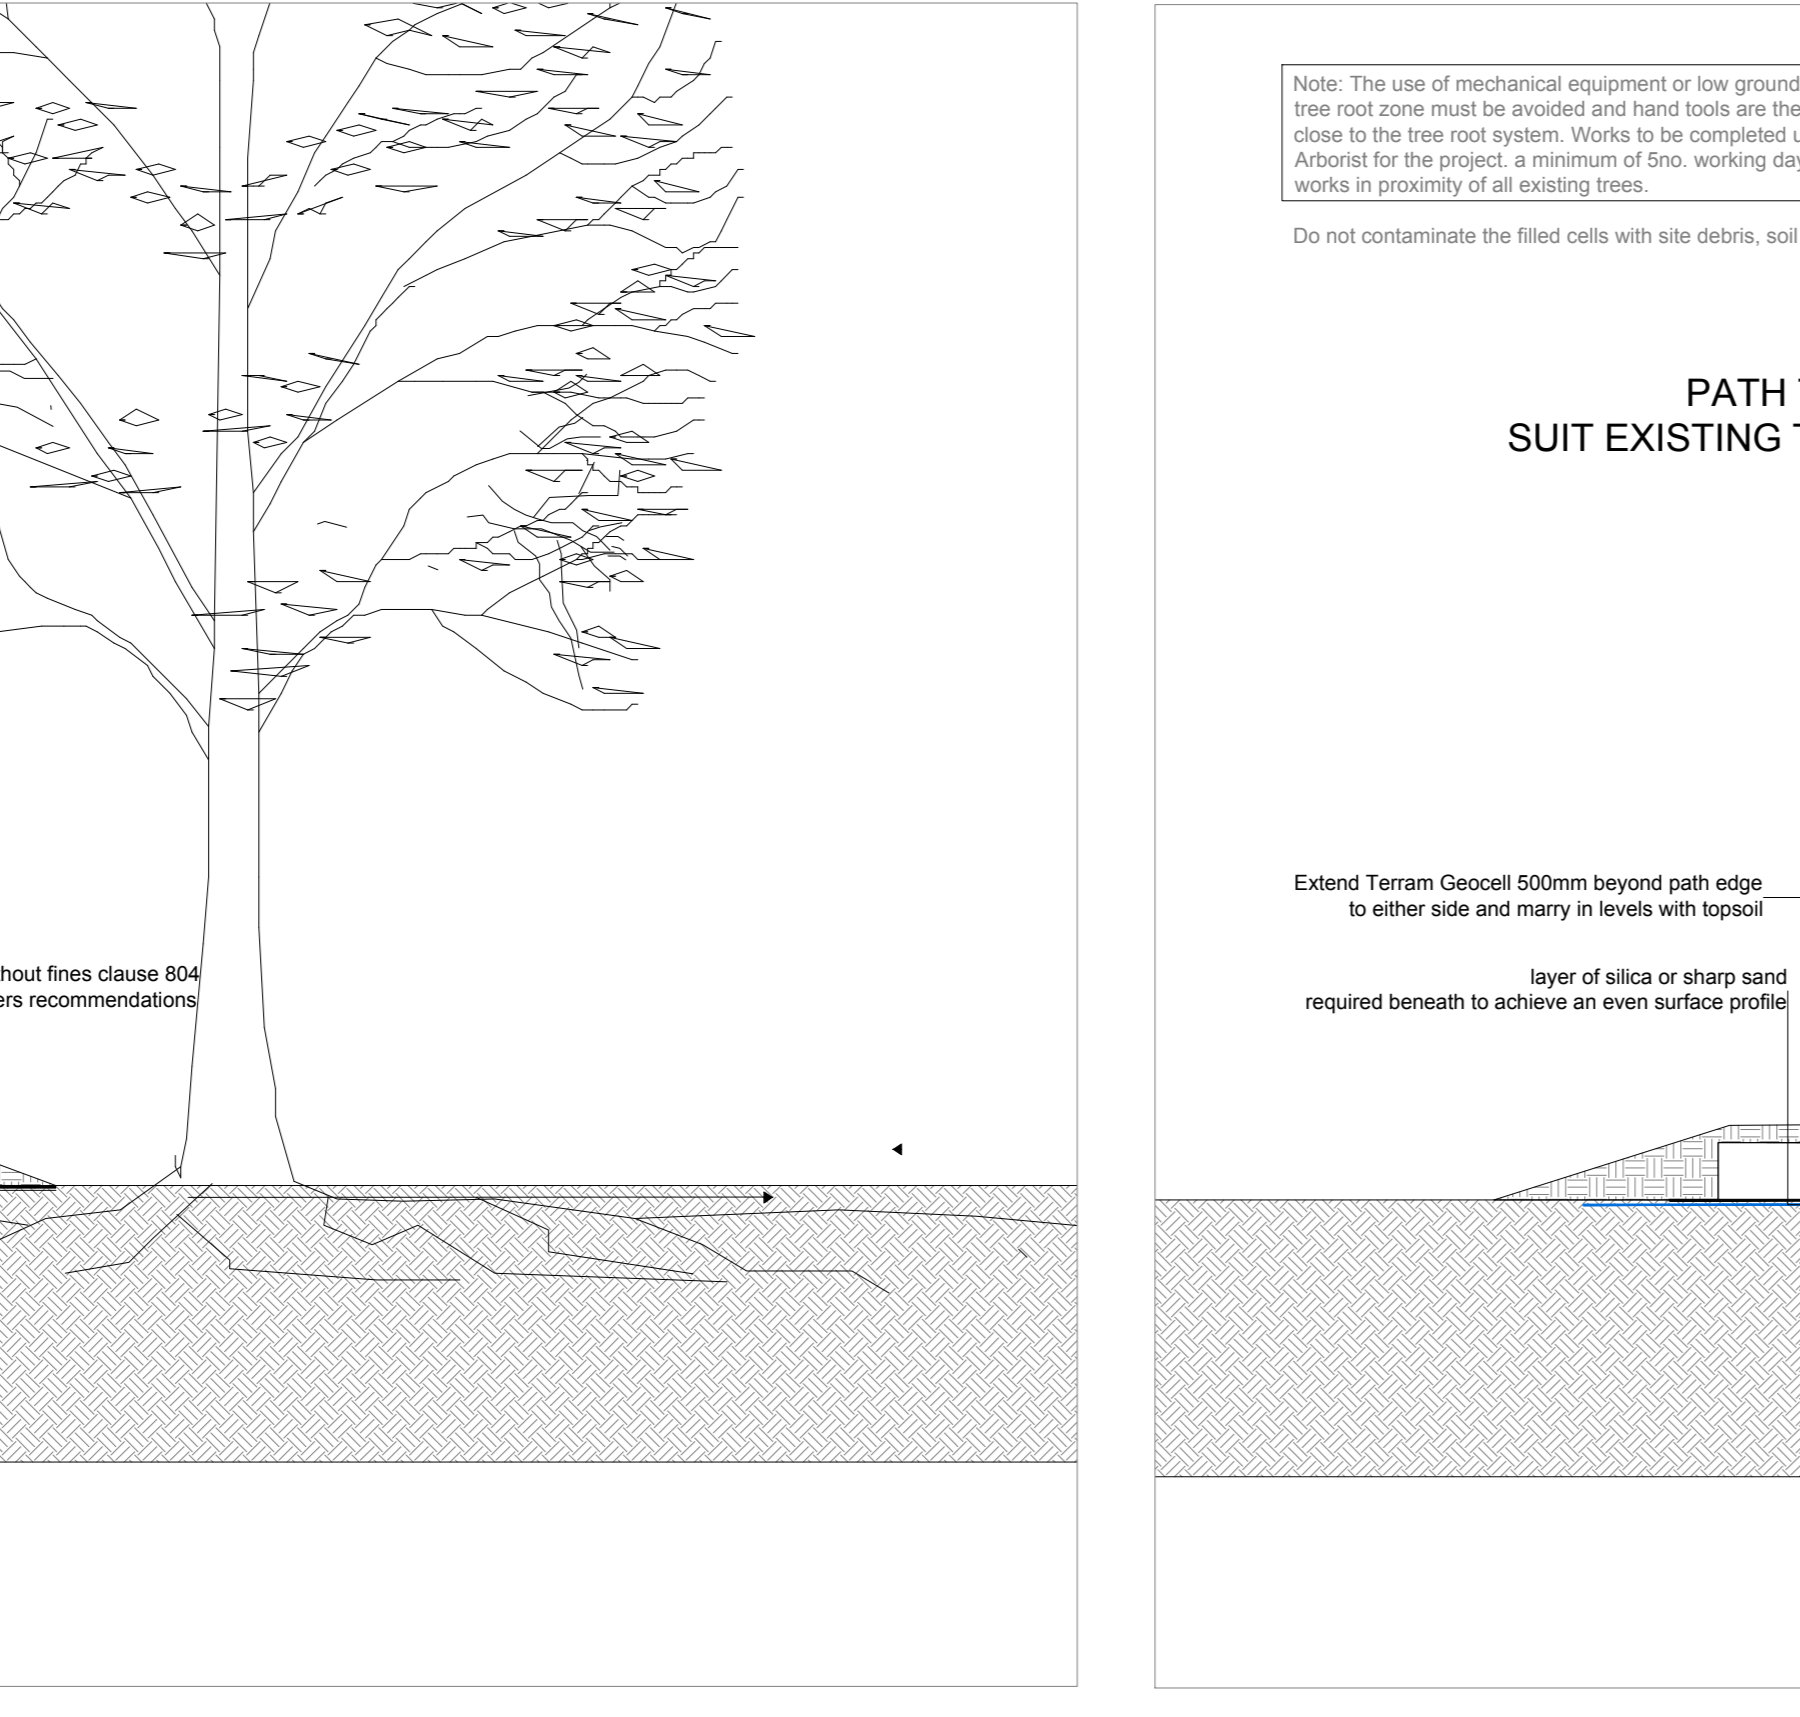 thout fines clause 804
ers recommendations
Note: The use of mechanical equipment or low ground
tree root zone must be avoided and hand tools are the
close to the tree root system. Works to be completed u
Arborist for the project. a minimum of 5no. working day
works in proximity of all existing trees.
Do not contaminate the filled cells with site debris, soil
PATH T
SUIT EXISTING T
Extend Terram Geocell 500mm beyond path edge
to either side and marry in levels with topsoil
layer of silica or sharp sand
required beneath to achieve an even surface profile